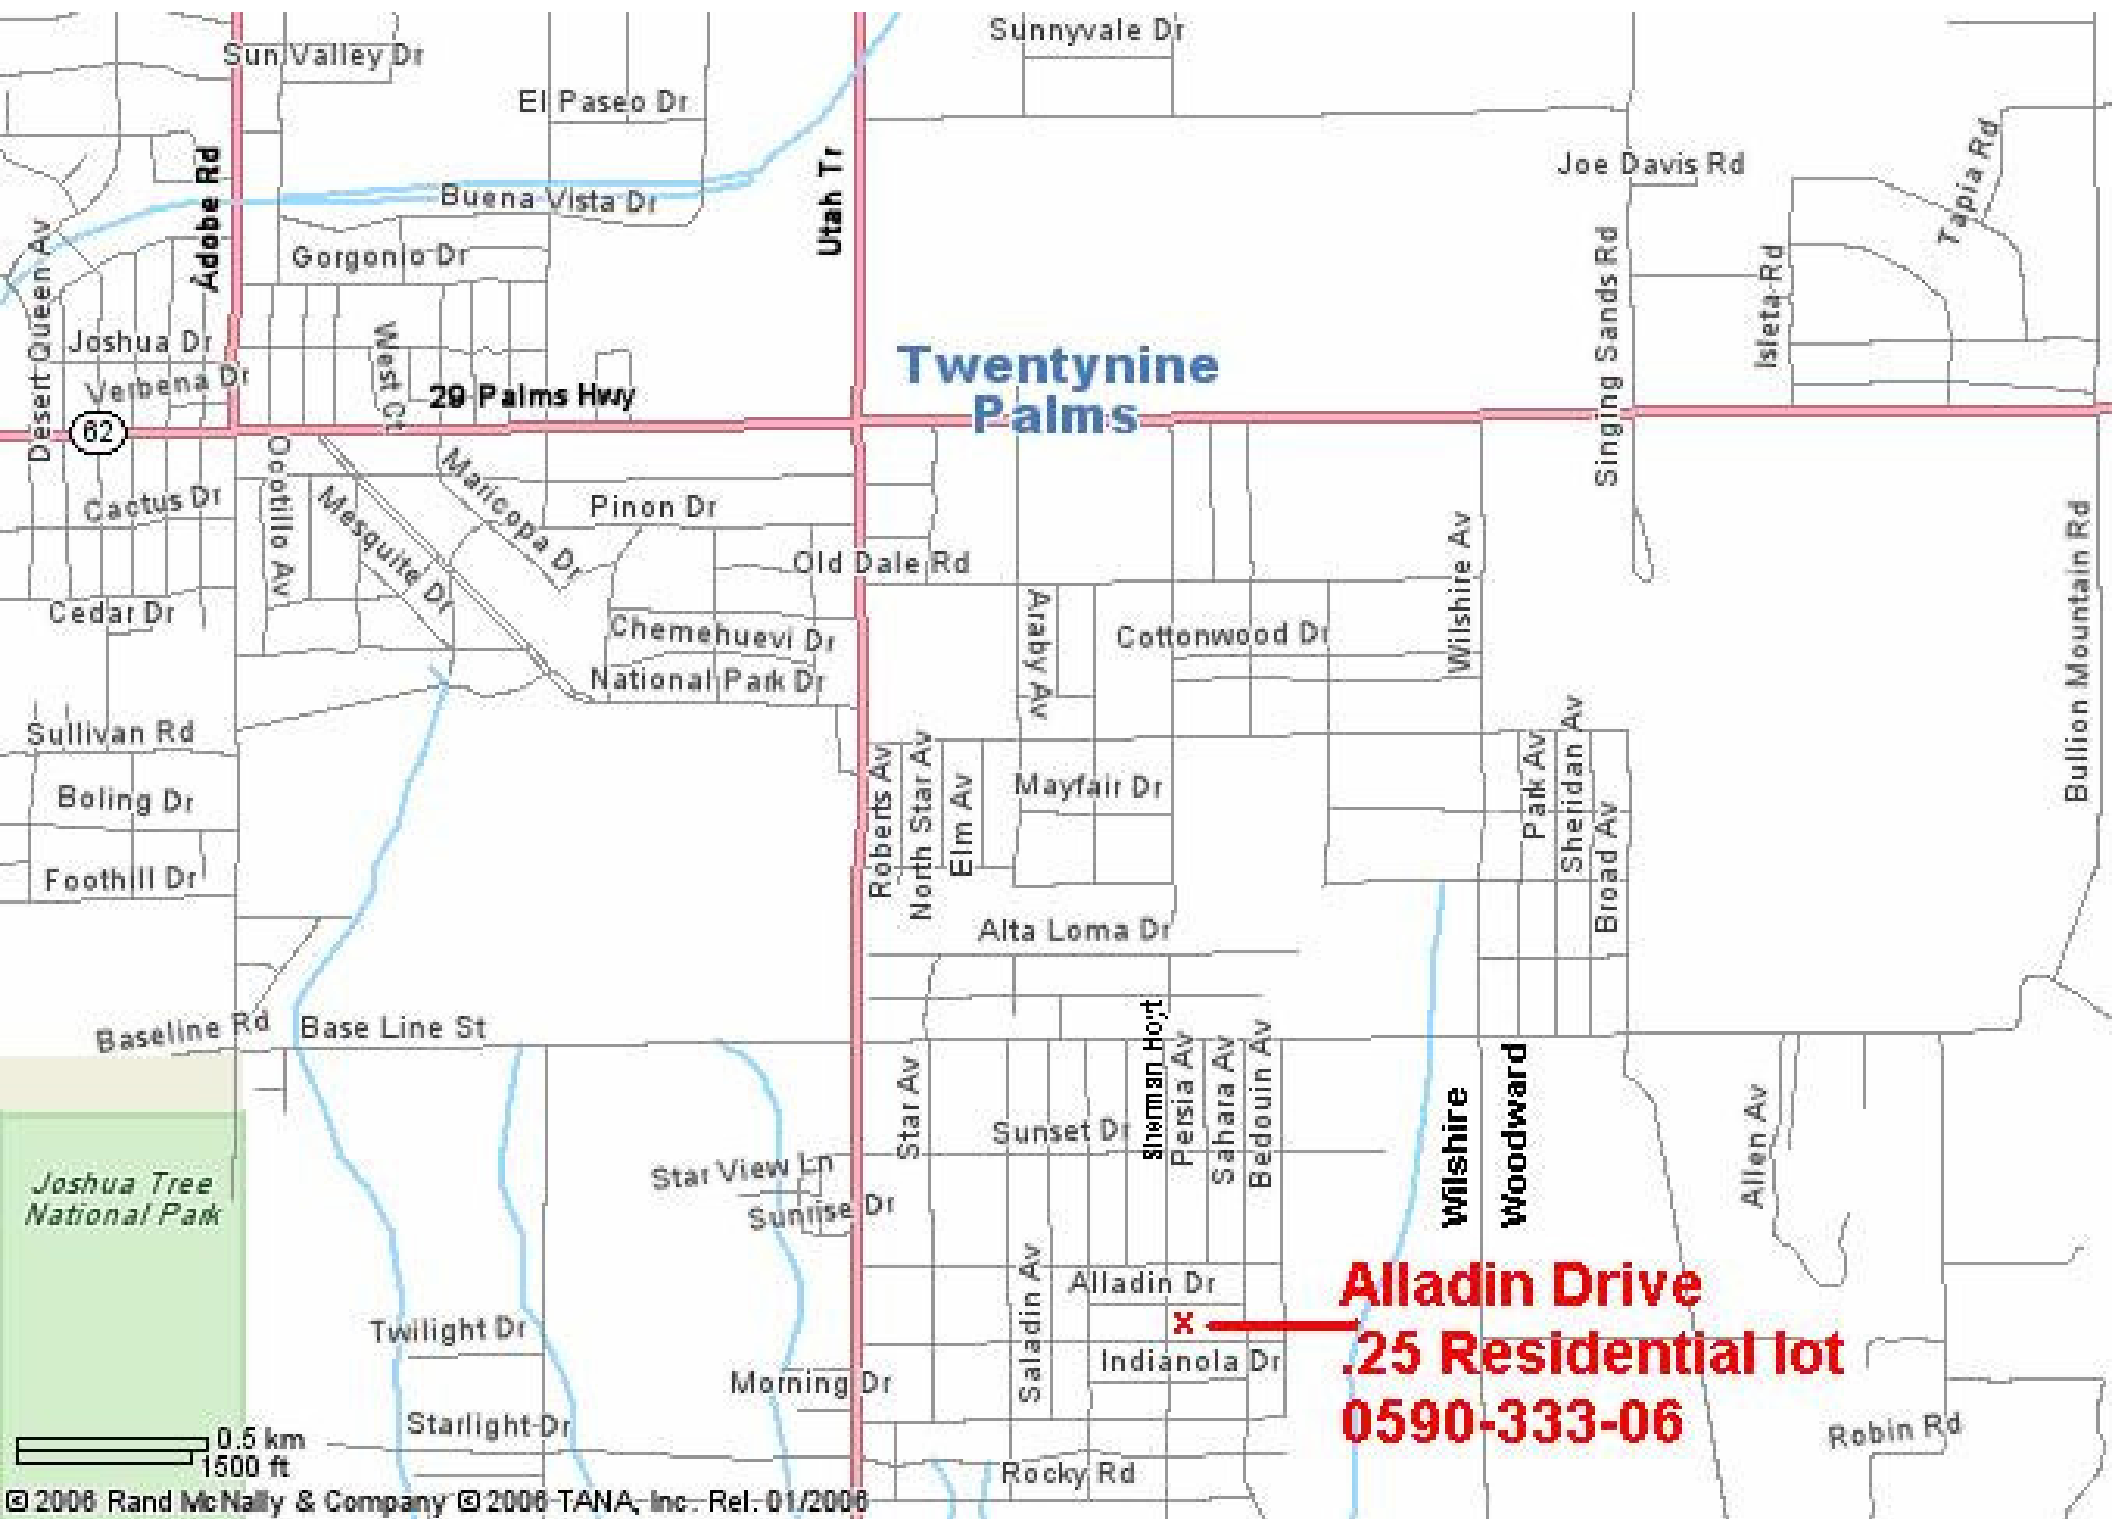 Sun Valley Dr
Sunnyvale Dr
El Paseo Dr
Adobe Rd
Utah Tr
Joe Davis Rd
Tapia Rd
Buena Vista Dr
Desert Queen Av
Gorgonio Dr
Singing Sands Rd
Isleta Rd
Joshua Dr
Verbena Dr
West Ct
29 Palms Hwy
Twentynine
Palms
62
Ocotillo Av
Cactus Dr
Mesquite Dr
Maricopa Dr
Pinon Dr
Old Dale Rd
Wilshire Av
Bullion Mountain Rd
Cedar Dr
Chemehuevi Dr
Araby Av
Cottonwood Dr
National Park Dr
Sullivan Rd
Boling Dr
Roberts Av
North Star Av
Elm Av
Mayfair Dr
Park Av
Sheridan Av
Broad Av
Foothill Dr
Alta Loma Dr
Baseline Rd
Base Line St
Star Av
Sherman Hoyt
Persia Av
Sahara Av
Bedouin Av
Sunset Dr
Wilshire
Woodward
Allen Av
Joshua Tree
National Park
Star View Ln
Sunrise Dr
Saladin Av
Alladin Dr
x
Alladin Drive
.25 Residential lot
0590-333-06
Twilight Dr
Indianola Dr
Morning Dr
Starlight Dr
Robin Rd
Rocky Rd
0.5 km
1500 ft
© 2006 Rand McNally & Company © 2006 TANA, Inc. Rel. 01/2006